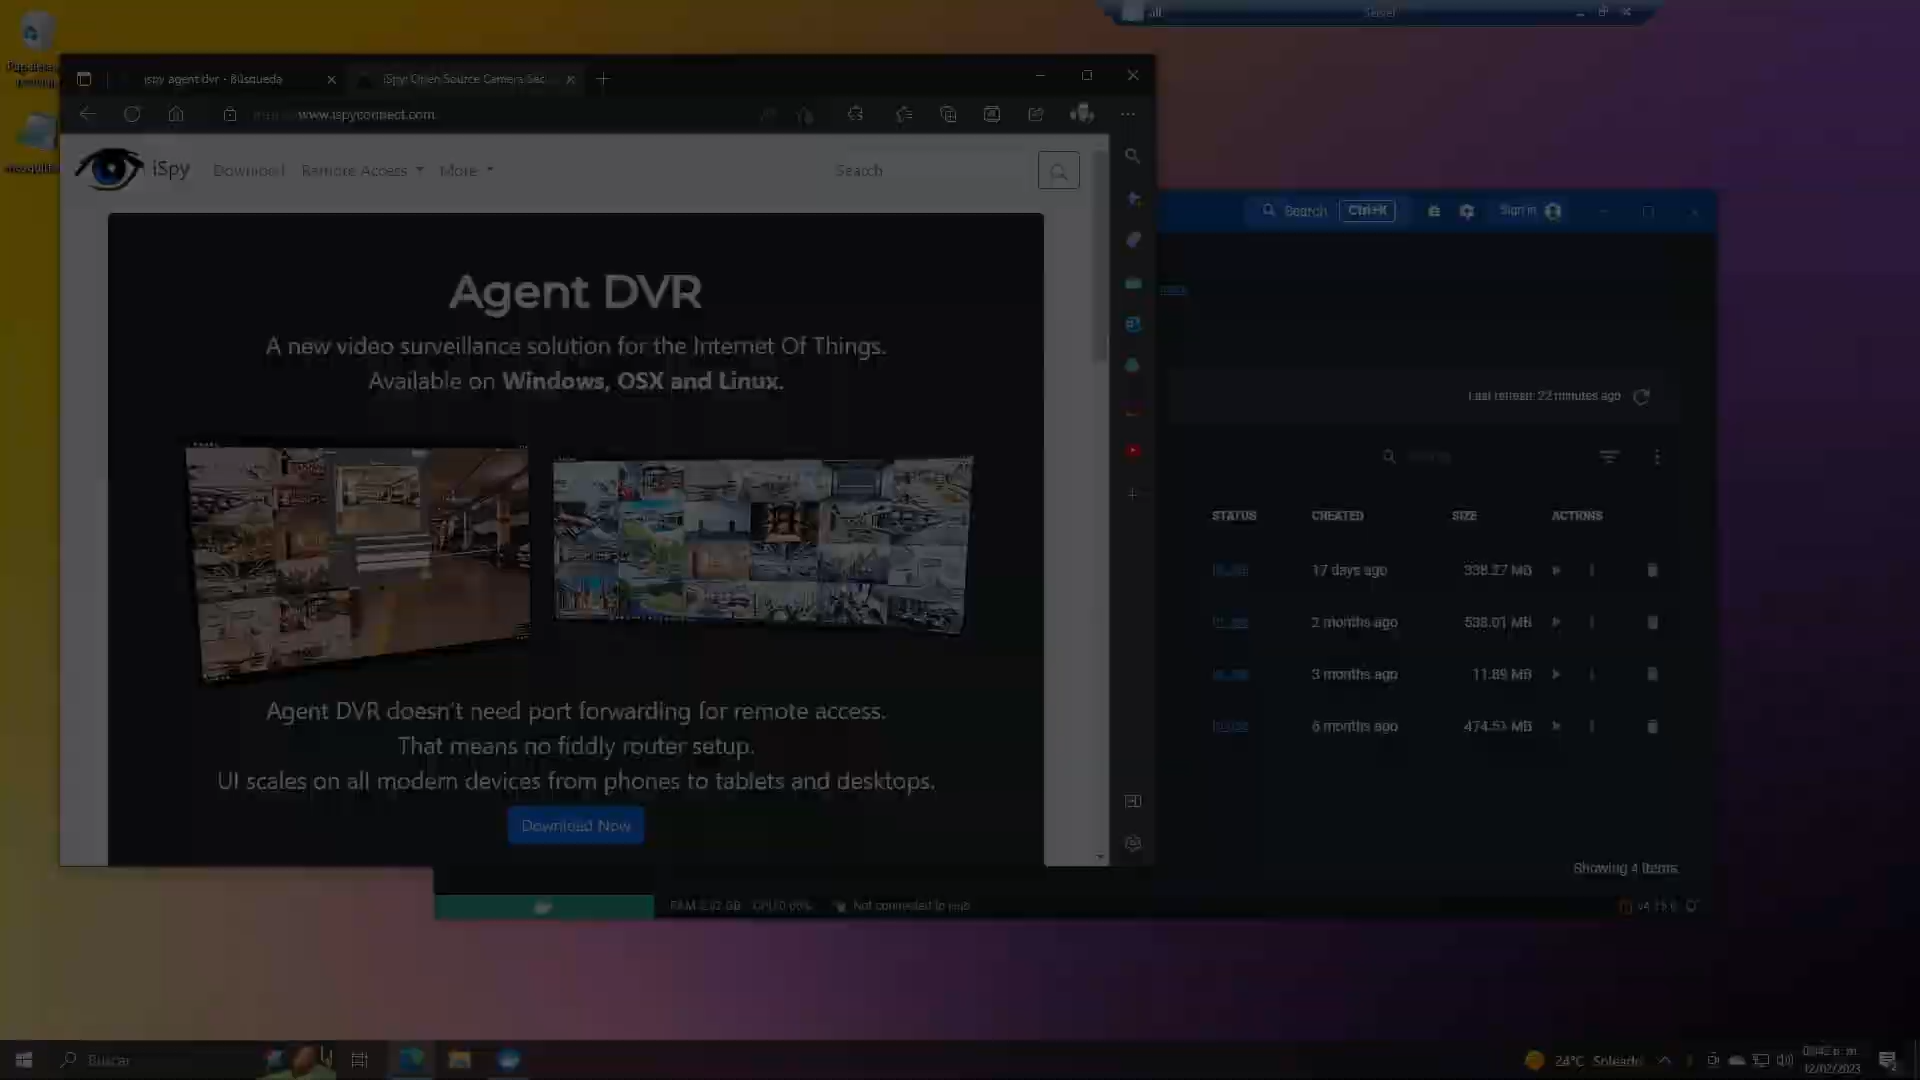 Server
ispy agent dvr - Búsqueda
iSpy: Open Source Camera Sec
www.ispyconnect.com
iSpy
Download
Remote Access
More
Search
Agent DVR
A new video surveillance solution for the Internet Of Things.
Available on Windows, OSX and Linux.
Agent DVR doesn't need port forwarding for remote access.
That means no fiddly router setup.
UI scales on all modern devices from phones to tablets and desktops.
Download Now
Search
Ctrl+K
Sign in
Last refresh: 22 minutes ago
STATUS CREATED SIZE ACTIONS
17 days ago 338.27 MB
2 months ago 538.01 MB
3 months ago 11.89 MB
6 months ago 474.51 MB
Showing 4 items
Not connected to Hub
Buscar
24°C Soleado
12/02/2023